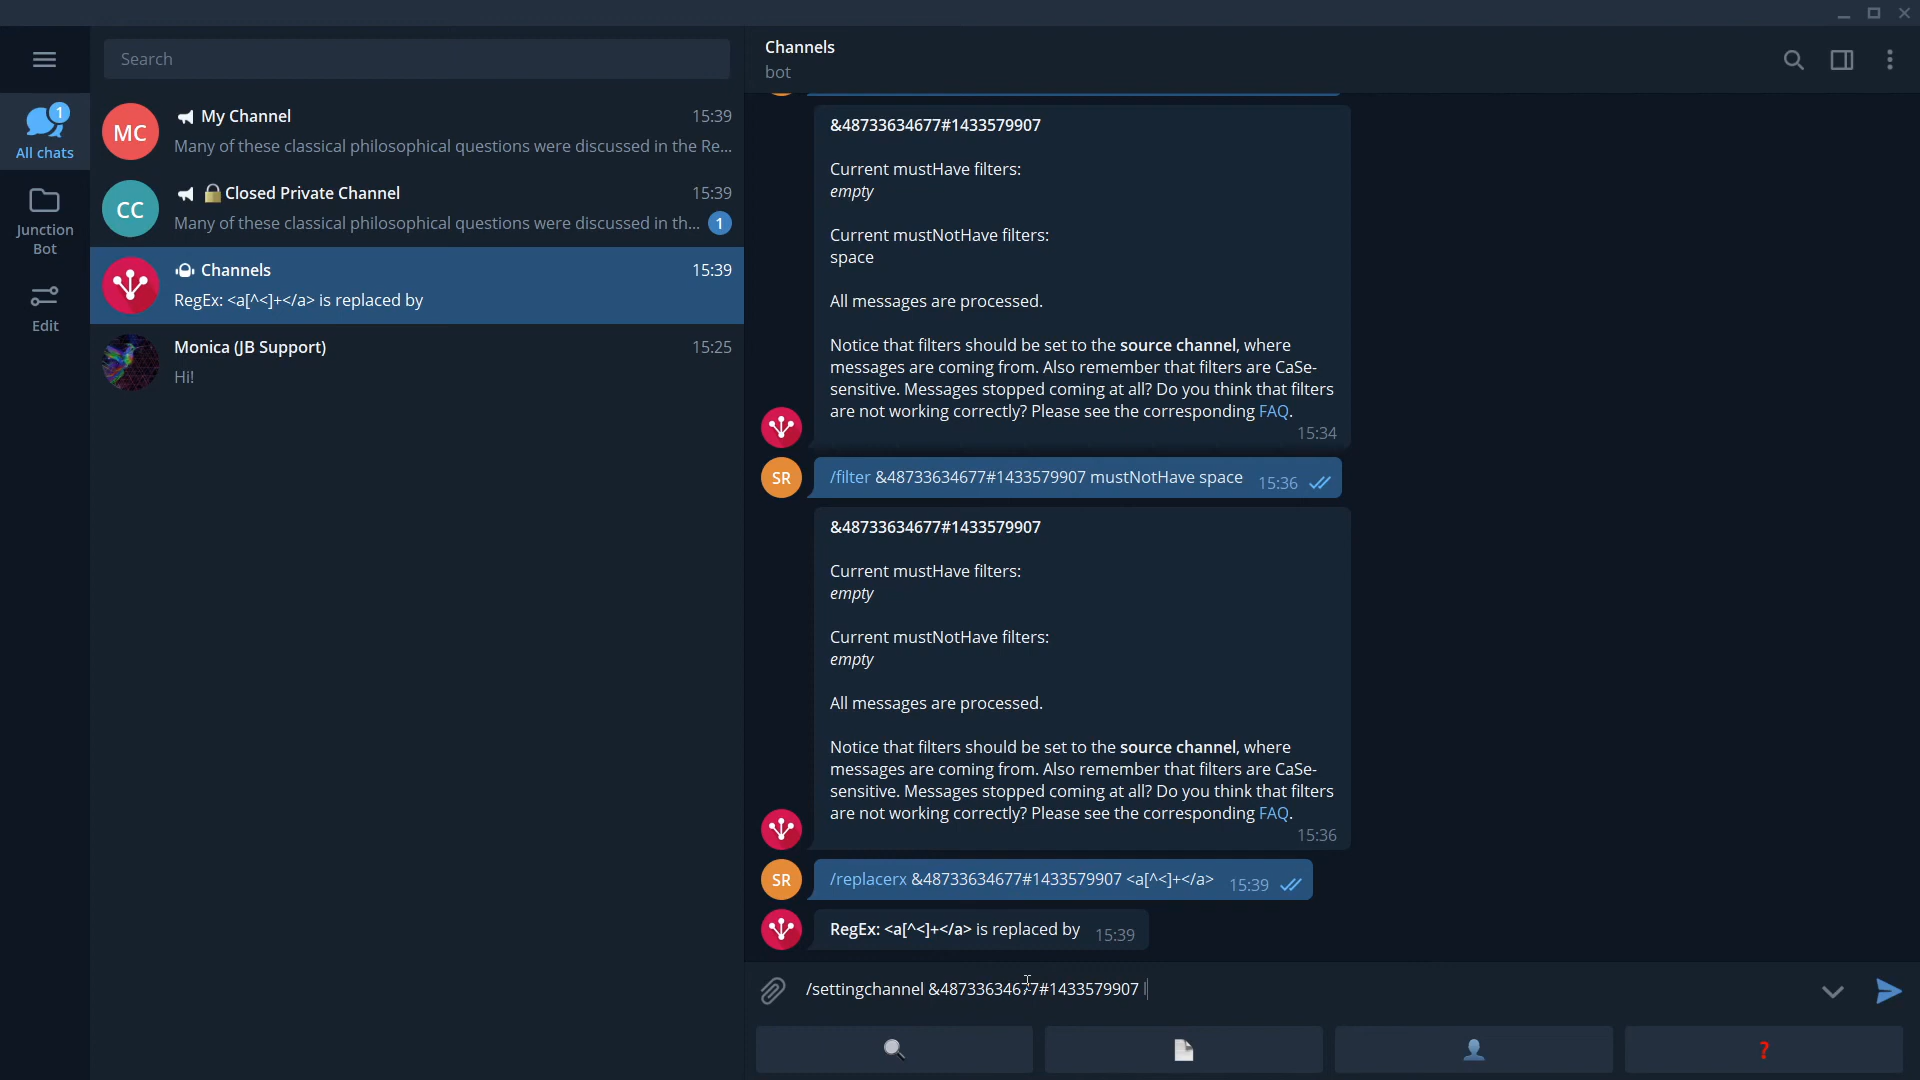 Search
Channels
bot
1
All chats
Junction
Bot
Edit
MC
My Channel
15:39
Many of these classical philosophical questions were discussed in the Re...
CC
Closed Private Channel
15:39
Many of these classical philosophical questions were discussed in th...
1
Channels
15:39
RegEx: <a[^<]+</a> is replaced by
Monica (JB Support)
15:25
Hi!
&48733634677#1433579907
Current mustHave filters:
empty
Current mustNotHave filters:
space
All messages are processed.
Notice that filters should be set to the source channel, where
messages are coming from. Also remember that filters are CaSe-
sensitive. Messages stopped coming at all? Do you think that filters
are not working correctly? Please see the corresponding FAQ.
15:34
SR
/filter &48733634677#1433579907 mustNotHave space
15:36
&48733634677#1433579907
Current mustHave filters:
empty
Current mustNotHave filters:
empty
All messages are processed.
Notice that filters should be set to the source channel, where
messages are coming from. Also remember that filters are CaSe-
sensitive. Messages stopped coming at all? Do you think that filters
are not working correctly? Please see the corresponding FAQ.
15:36
SR
/replacerx &48733634677#1433579907 <a[^<]+</a>
15:39
RegEx: <a[^<]+</a> is replaced by
15:39
/settingchannel &48733634677#1433579907
?